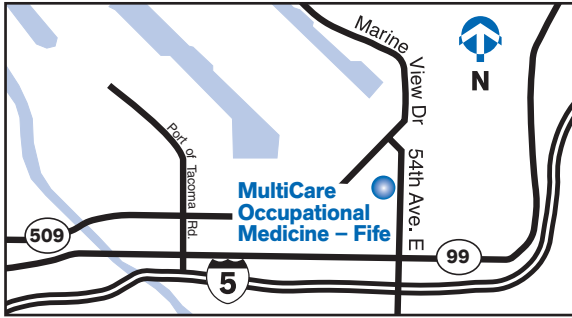 Marine View Dr
N
Port of Tacoma Rd.
54th Ave. E
MultiCare
Occupational
Medicine – Fife
509
99
5